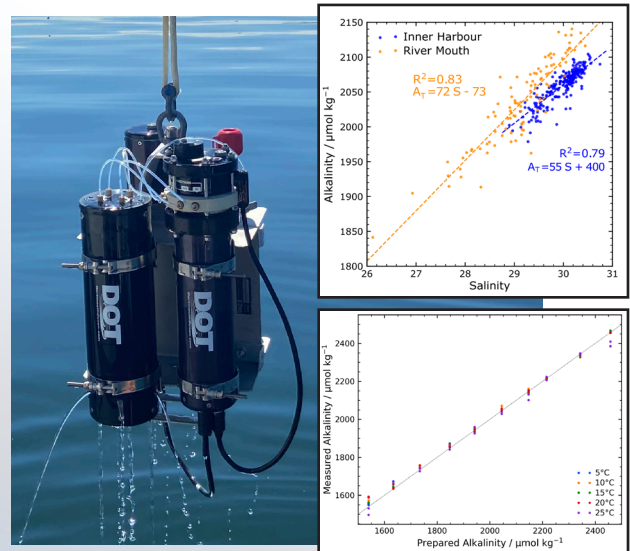 DOT
DOT
2150
2100
2050
2000
1950
1900
1850
1800
26
27
28
29
30
31
Alkalinity / μmol kg⁻¹
Salinity
Inner Harbour
River Mouth
R²=0.83
A_T=72 S - 73
R²=0.79
A_T=55 S + 400
2400
2200
2000
1800
1600
1600
1800
2000
2200
2400
Measured Alkalinity / μmol kg⁻¹
Prepared Alkalinity / μmol kg⁻¹
5°C
10°C
15°C
20°C
25°C